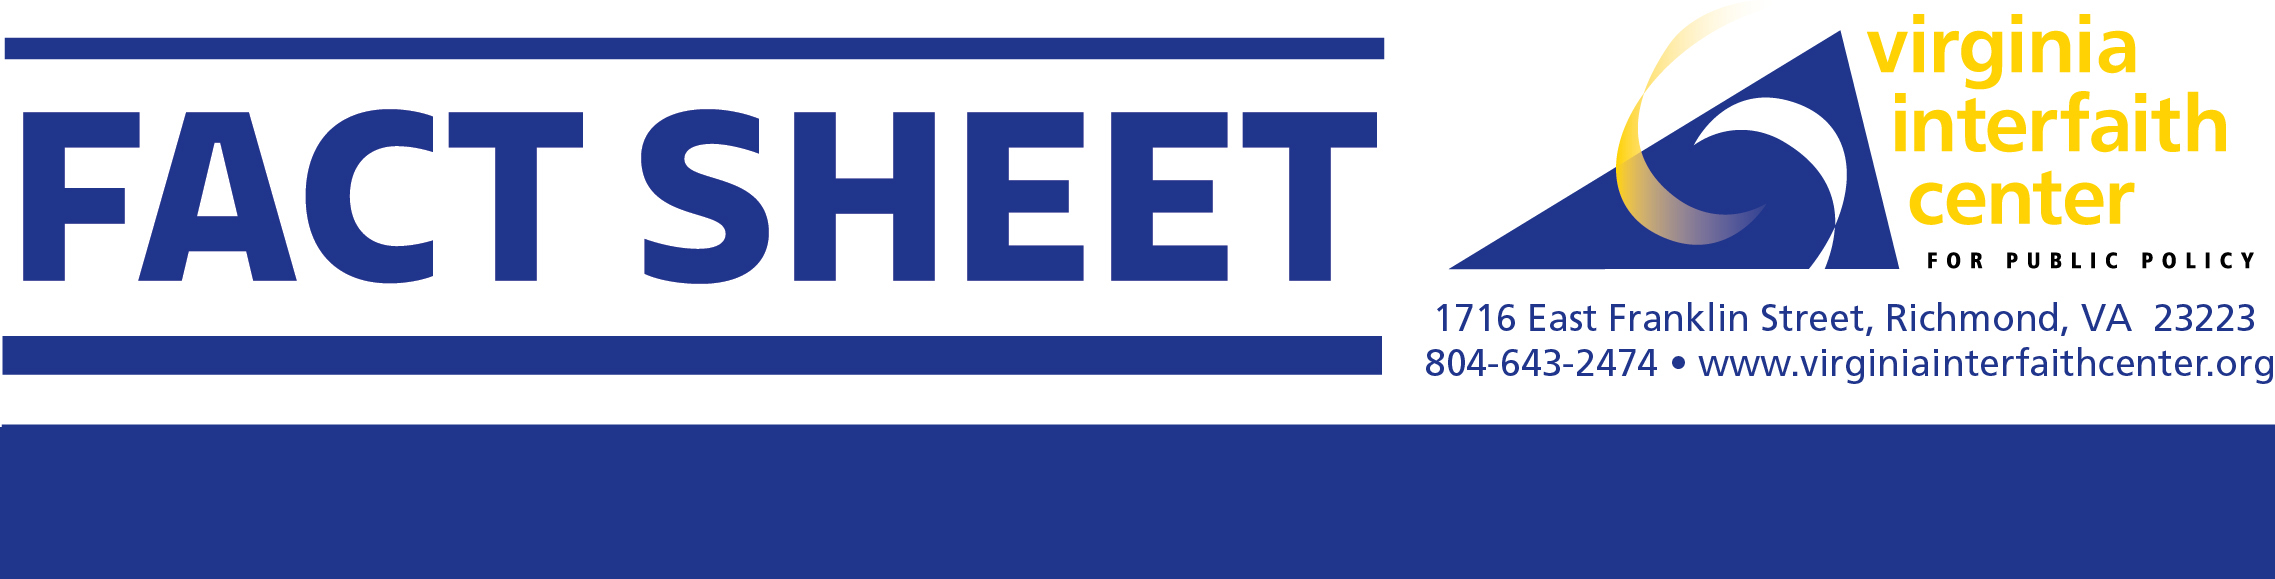 FACT SHEET
virginia
interfaith
center
FOR PUBLIC POLICY
1716 East Franklin Street, Richmond, VA  23223
804-643-2474 • www.virginiainterfaithcenter.org